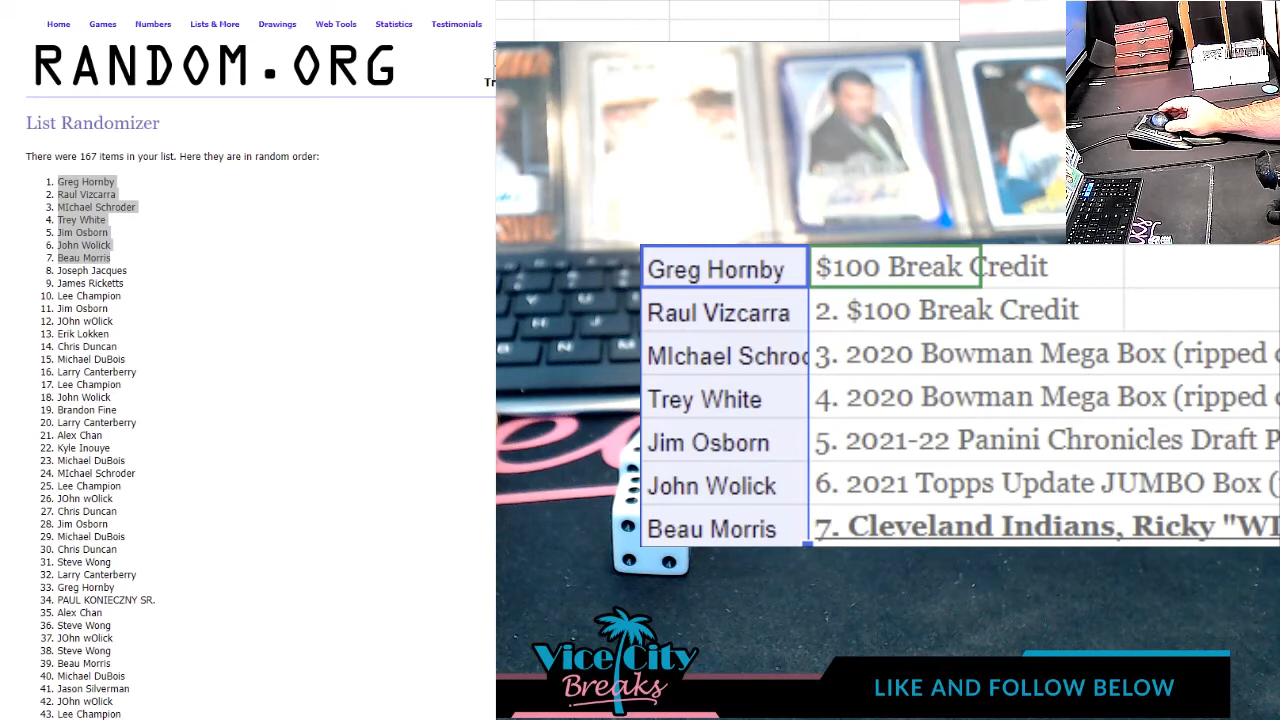 Home Games Numbers Lists & More Drawings Web Tools Statistics Testimonials
RANDOM.ORG
List Randomizer
There were 167 items in your list. Here they are in random order:
1. Greg Hornby
2. Raul Vizcarra
3. MIchael Schroder
4. Trey White
5. Jim Osborn
6. John Wolick
7. Beau Morris
8. Joseph Jacques
9. James Ricketts
10. Lee Champion
11. Jim Osborn
12. JOhn wOlick
13. Erik Lokken
14. Chris Duncan
15. Michael DuBois
16. Larry Canterberry
17. Lee Champion
18. John Wolick
19. Brandon Fine
20. Larry Canterberry
21. Alex Chan
22. Kyle Inouye
23. Michael DuBois
24. MIchael Schroder
25. Lee Champion
26. JOhn wOlick
27. Chris Duncan
28. Jim Osborn
29. Michael DuBois
30. Chris Duncan
31. Steve Wong
32. Larry Canterberry
33. Greg Hornby
34. PAUL KONIECZNY SR.
35. Alex Chan
36. Steve Wong
37. JOhn wOlick
38. Steve Wong
39. Beau Morris
40. Michael DuBois
41. Jason Silverman
42. JOhn wOlick
43. Lee Champion
Greg Hornby $100 Break Credit
Raul Vizcarra 2. $100 Break Credit
MIchael Schroc 3. 2020 Bowman Mega Box (ripped
Trey White 4. 2020 Bowman Mega Box (ripped
Jim Osborn 5. 2021-22 Panini Chronicles Draft P
John Wolick 6. 2021 Topps Update JUMBO Box (
Beau Morris 7. Cleveland Indians, Ricky "WI
Vice City
Breaks
LIKE AND FOLLOW BELOW